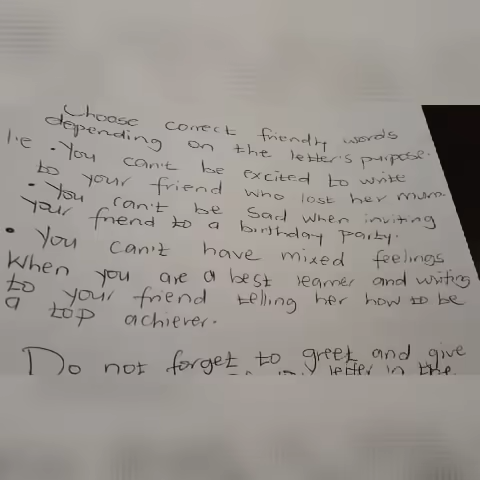 Choose correct friendly words
depending on the letter's purpose.
i.e • You can't be excited to write
to your friend who lost her mum.
• You can't be sad when inviting
your friend to a birthday party.
• You can't have mixed feelings
when you are a best learner and writing
to your friend telling her how to be
a top achiever.
Do not forget to greet and give
letter in the